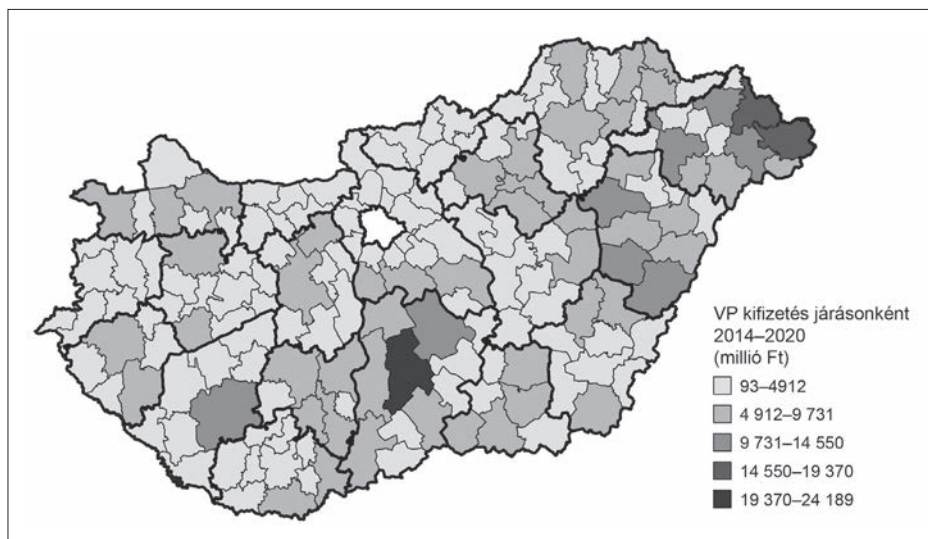 VP kifizetés járásonként
2014–2020
(millió Ft)
93–4912
4 912–9 731
9 731–14 550
14 550–19 370
19 370–24 189